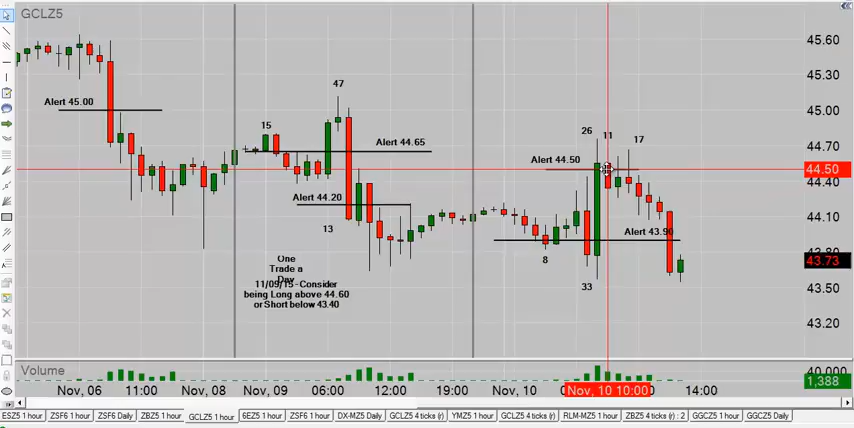 GCLZ5
45.60
45.30
45.00
44.70
44.50
44.40
44.10
43.80
43.73
43.50
43.20
Alert 45.00
15
47
Alert 44.65
Alert 44.20
13
One
Trade a
Day
11/09/15-Consider
being Long above 44.60
or Short below 43.40
26
11
17
Alert 44.50
Alert 43.90
8
33
Volume
40,000
1,388
Nov, 06
11:00
Nov, 08
Nov, 09
06:00
12:00
19:00
Nov, 10
Nov, 10 10:00
14:00
ESZ5 1 hour
ZSF6 1 hour
ZSF6 Daily
ZBZ5 1 hour
GCLZ5 1 hour
6EZ5 1 hour
ZSF6 1 hour
DX-MZ5 Daily
GCLZ5 4 ticks (r)
YMZ5 1 hour
GCLZ5 4 ticks (r)
RLM-MZ5 1 hour
ZBZ5 4 ticks (r) : 2
GGCZ5 1 hour
GGCZ5 Daily